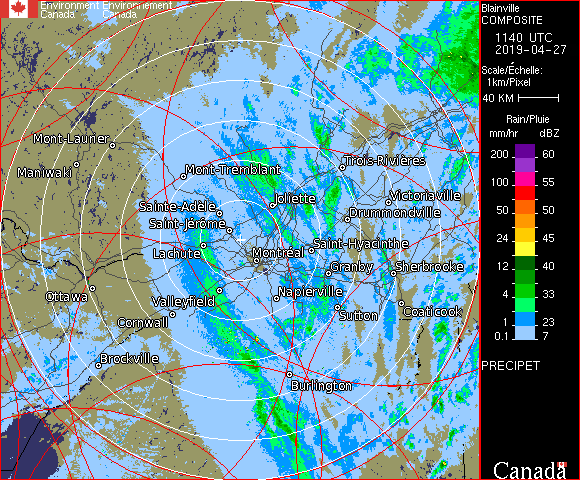 Environment Environnement
Canada Canada
Blainville
COMPOSITE
1140 UTC
2019-04-27
Scale/Échelle:
1km/Pixel
40 KM
Rain/Pluie
mm/hr dBZ
200 60
100 55
50 50
24 45
12 40
4 33
1 23
0.1 7
PRECIPET
Mont-Laurier
Maniwaki
Mont-Tremblant
Trois-Rivières
Sainte-Adèle
Joliette
Victoriaville
Drummondville
Saint-Jérôme
Lachute
Montréal
Saint-Hyacinthe
Granby
Sherbrooke
Ottawa
Valleyfield
Napierville
Cornwall
Sutton
Coaticook
Brockville
Burlington
Canada